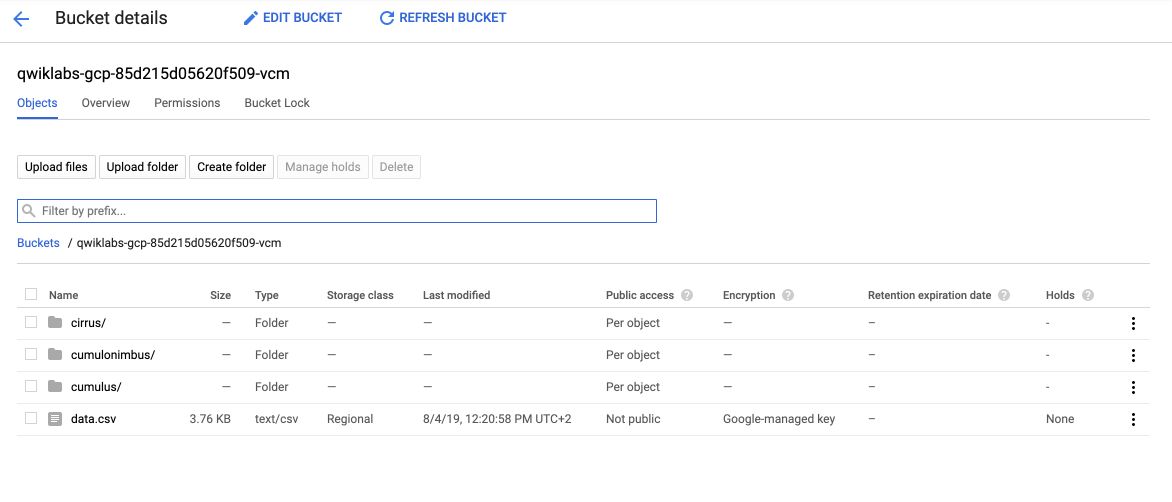 Bucket details EDIT BUCKET REFRESH BUCKET
qwiklabs-gcp-85d215d05620f509-vcm
Objects Overview Permissions Bucket Lock
Upload files Upload folder Create folder Manage holds Delete
Filter by prefix...
Buckets / qwiklabs-gcp-85d215d05620f509-vcm
Name Size Type Storage class Last modified Public access ? Encryption ? Retention expiration date ? Holds ?
cirrus/ — Folder — — Per object — – -
cumulonimbus/ — Folder — — Per object — – -
cumulus/ — Folder — — Per object — – -
data.csv 3.76 KB text/csv Regional 8/4/19, 12:20:58 PM UTC+2 Not public Google-managed key – None